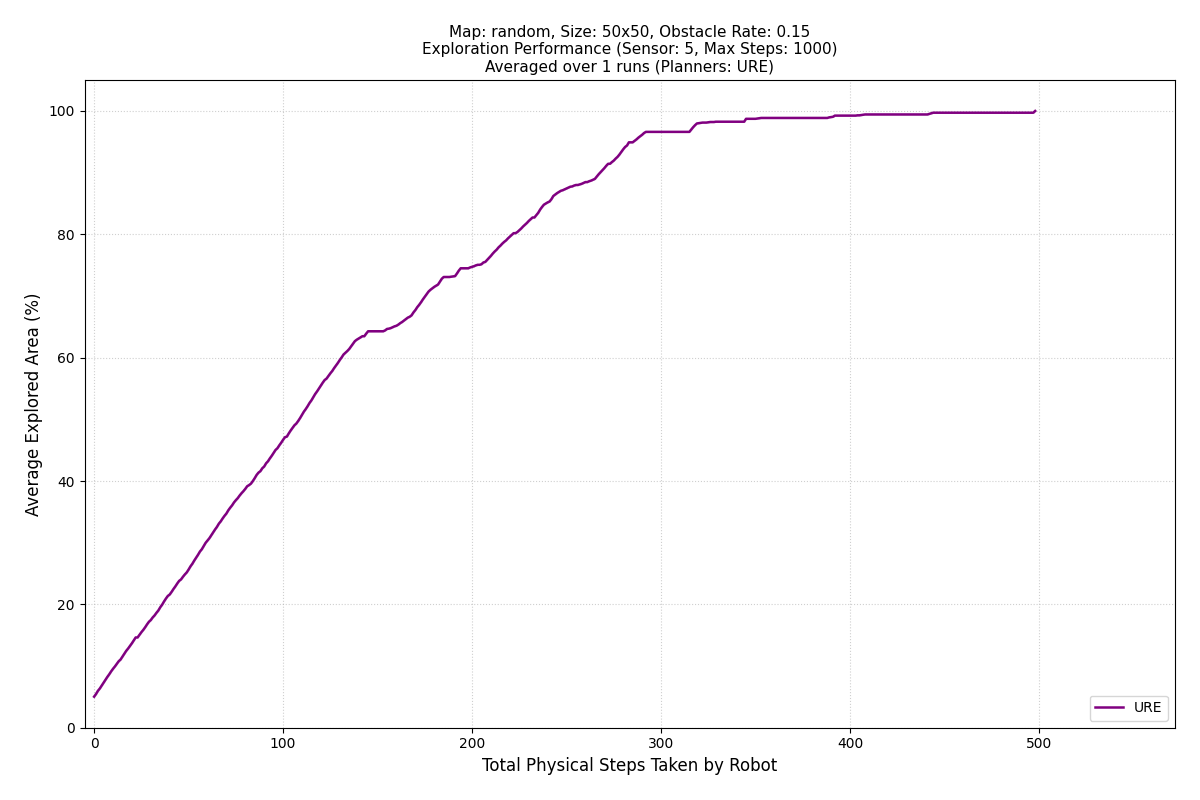 Map: random, Size: 50x50, Obstacle Rate: 0.15
Exploration Performance (Sensor: 5, Max Steps: 1000)
Averaged over 1 runs (Planners: URE)
Average Explored Area (%)
100
80
60
40
20
0
0 100 200 300 400 500
Total Physical Steps Taken by Robot
URE